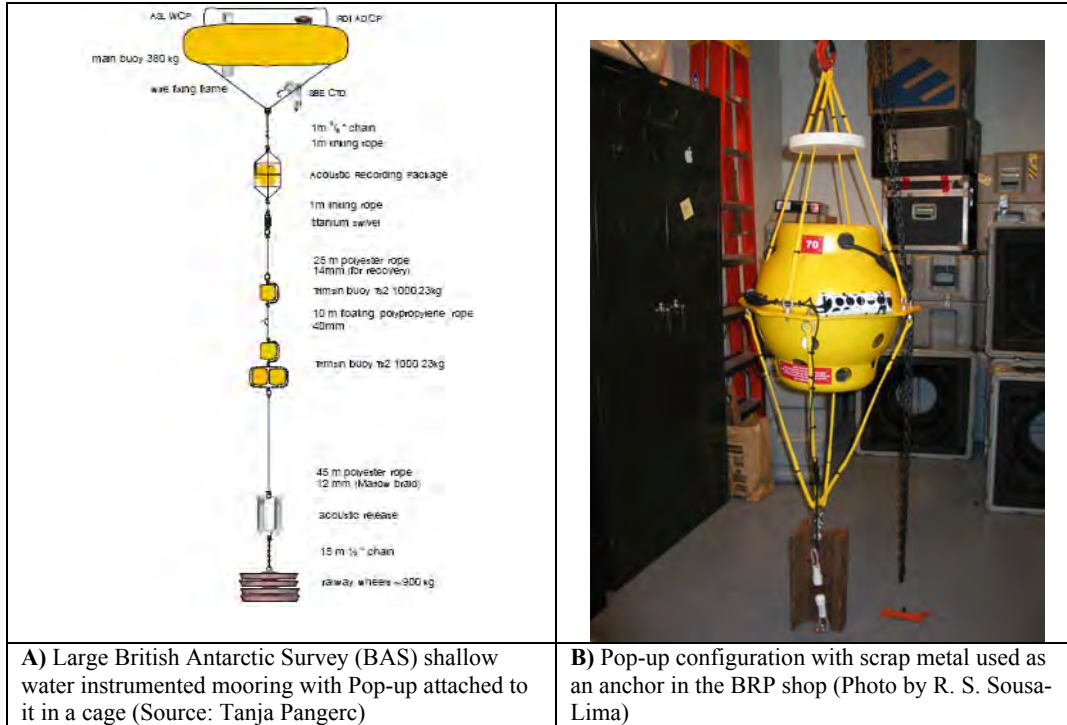 ASL WCP
RDI ADCP
main buoy 380 kg
wire fixing frame
SBE CTD
1m ⅜" chain
1m linking rope
Acoustic Recording Package
1m linking rope
titanium swivel
25 m polyester rope
14mm (for recovery)
Trimsin buoy Ts2 1000 23kg
10 m floating polypropylene rope
40mm
Trimsin buoy Ts2 1000 23kg
45 m polyester rope
12 mm (Marlow braid)
acoustic release
15 m ½" chain
railway wheels ~900 kg
70
A) Large British Antarctic Survey (BAS) shallow
water instrumented mooring with Pop-up attached to
it in a cage (Source: Tanja Pangerc)
B) Pop-up configuration with scrap metal used as
an anchor in the BRP shop (Photo by R. S. Sousa-
Lima)